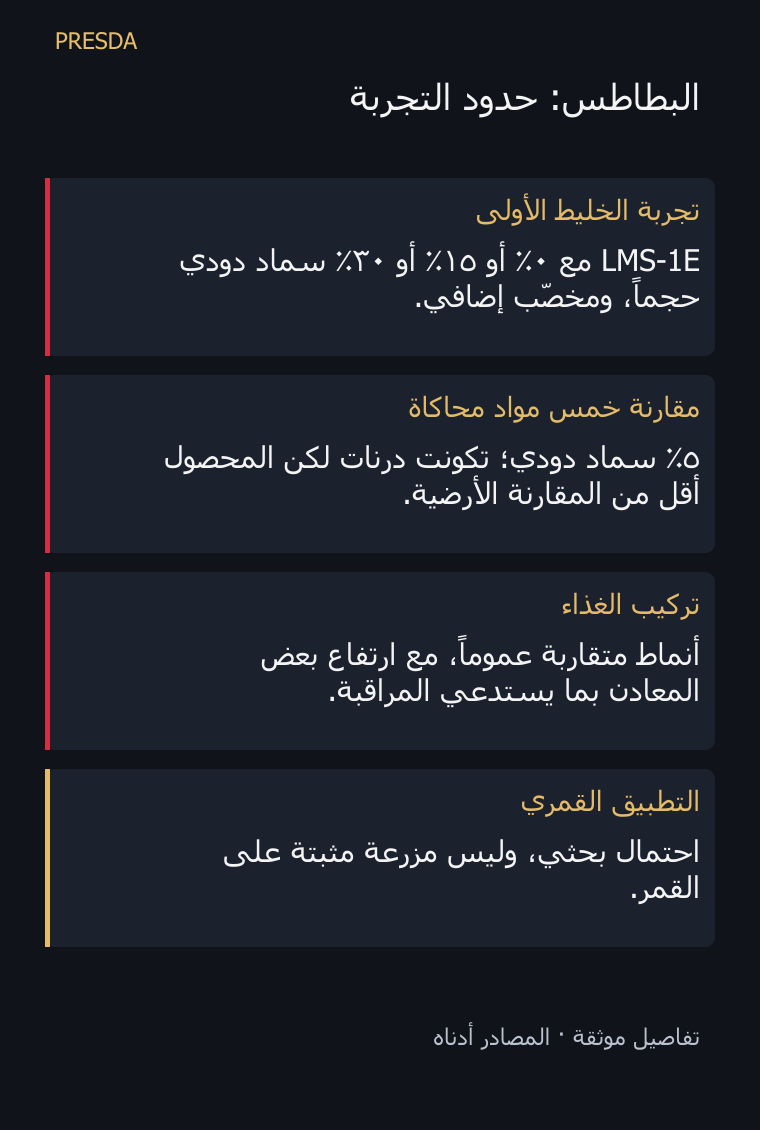 PRESDA
البطاطس: حدود التجربة
تجربة الخليط الأولى
LMS-1E مع ٠٪ أو ١٥٪ أو ٣٠٪ سماد دودي
حجماً، ومخصّب إضافي.
مقارنة خمس مواد محاكاة
٥٪ سماد دودي؛ تكونت درنات لكن المحصول
أقل من المقارنة الأرضية.
تركيب الغذاء
أنماط متقاربة عموماً، مع ارتفاع بعض
المعادن بما يستدعي المراقبة.
التطبيق القمري
احتمال بحثي، وليس مزرعة مثبتة على
القمر.
تفاصيل موثقة · المصادر أدناه